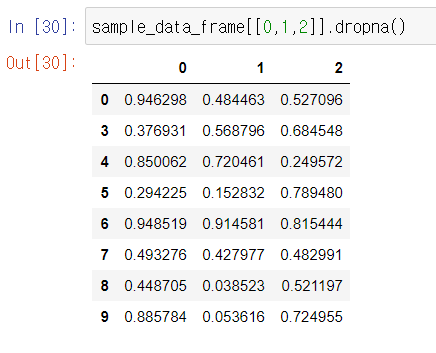 In [30]: sample_data_frame[[0,1,2]].dropna()
Out[30]:
0 1 2
0 0.946298 0.484463 0.527096
3 0.376931 0.568796 0.684548
4 0.850062 0.720461 0.249572
5 0.294225 0.152832 0.789480
6 0.948519 0.914581 0.815444
7 0.493276 0.427977 0.482991
8 0.448705 0.038523 0.521197
9 0.885784 0.053616 0.724955